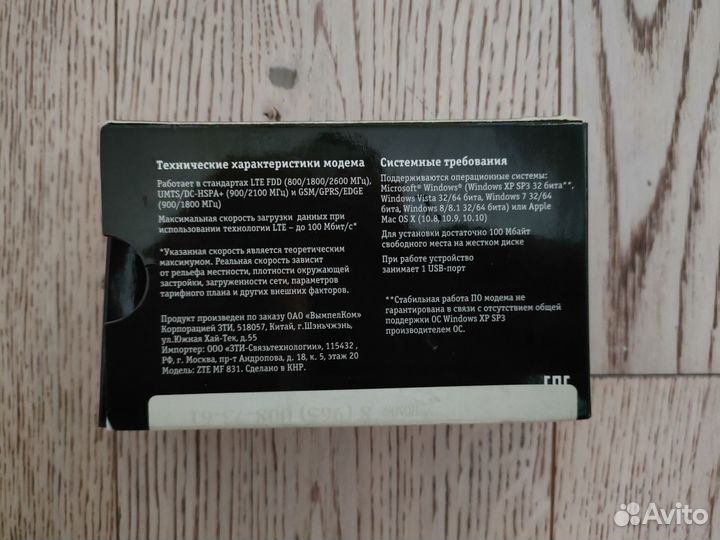 Технические характеристики модема
Работает в стандартах LTE FDD (800/1800/2600 МГц),
UMTS/DC-HSPA+ (900/2100 МГц) и GSM/GPRS/EDGE
(900/1800 МГц)
Максимальная скорость загрузки данных при
использовании технологии LTE – до 100 Мбит/с*
*Указанная скорость является теоретическим
максимумом. Реальная скорость зависит
от рельефа местности, плотности окружающей
застройки, загруженности сети, параметров
тарифного плана и других внешних факторов.
Продукт произведен по заказу ОАО «ВымпелКом»
Корпорацией ЗТИ, 518057, Китай, г.Шэньчжэнь,
ул.Южная Хай-Тек, д.55
Импортер: ООО «ЗТИ-Связьтехнологии», 115432,
РФ, г. Москва, пр-т Андропова, д. 18, к. 5, этаж 20
Модель: ZTE MF 831. Сделано в КНР.
Системные требования
Поддерживаются операционные системы:
Microsoft® Windows® (Windows XP SP3 32 бита**,
Windows Vista 32/64 бита, Windows 7 32/64
бита, Windows 8/8.1 32/64 бита) или Apple
Mac OS X (10.8, 10.9, 10.10)
Для установки достаточно 100 Мбайт
свободного места на жестком диске
При работе устройство
занимает 1 USB-порт
**Стабильная работа ПО модема не
гарантирована в связи с отсутствием общей
поддержки ОС Windows XP SP3
производителем ОС.
Avito